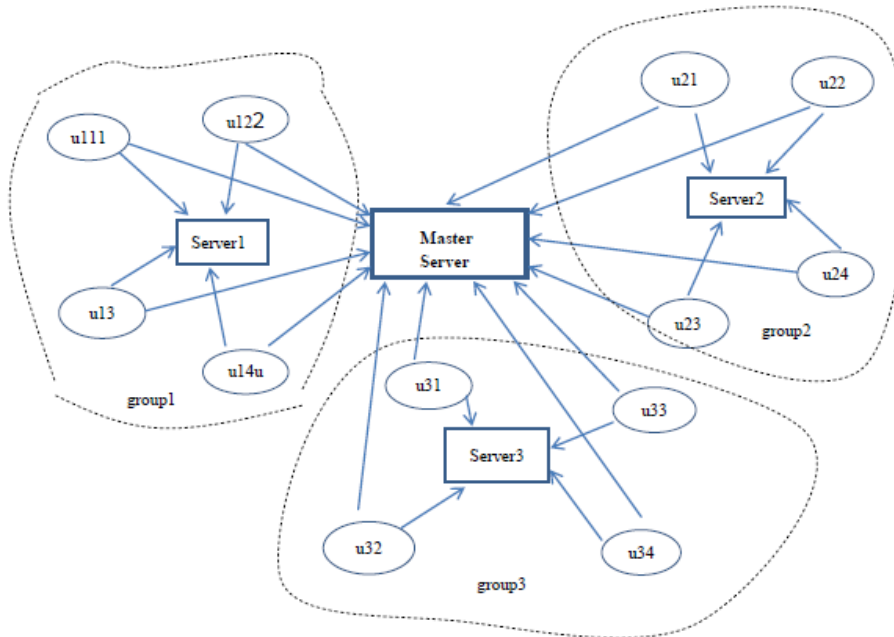 u21
u22
u111
u122
Server2
Server1
Master
Server
u24
u13
u23
group2
u14u
u31
group1
u33
Server3
u32
u34
group3